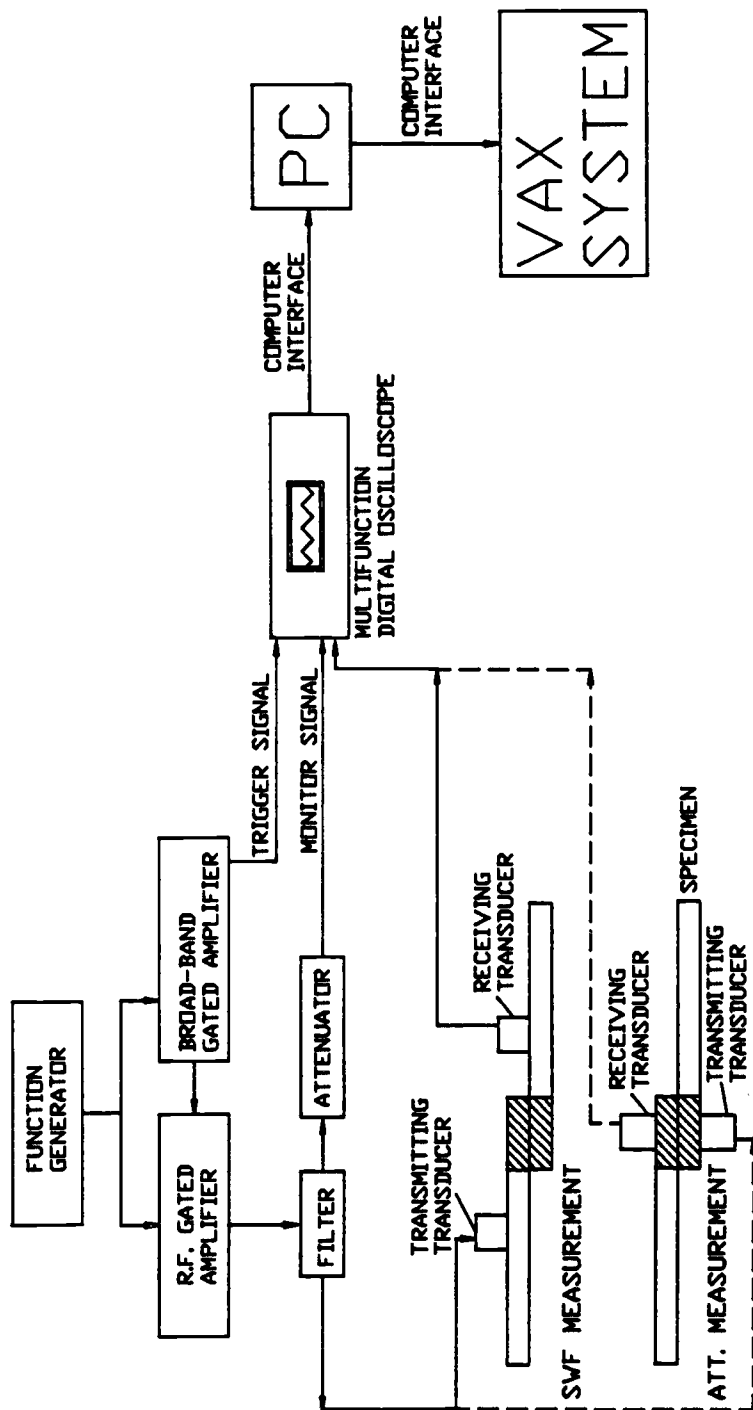 FUNCTION
GENERATOR
R.F. GATED
AMPLIFIER
BROAD-BAND
GATED AMPLIFIER
TRIGGER SIGNAL
FILTER
ATTENUATOR
MONITOR SIGNAL
MULTIFUNCTION
DIGITAL OSCILLOSCOPE
COMPUTER
INTERFACE
PC
COMPUTER
INTERFACE
VAX
SYSTEM
TRANSMITTING
TRANSDUCER
RECEIVING
TRANSDUCER
SWF MEASUREMENT
RECEIVING
TRANSDUCER
SPECIMEN
TRANSMITTING
TRANSDUCER
ATT. MEASUREMENT